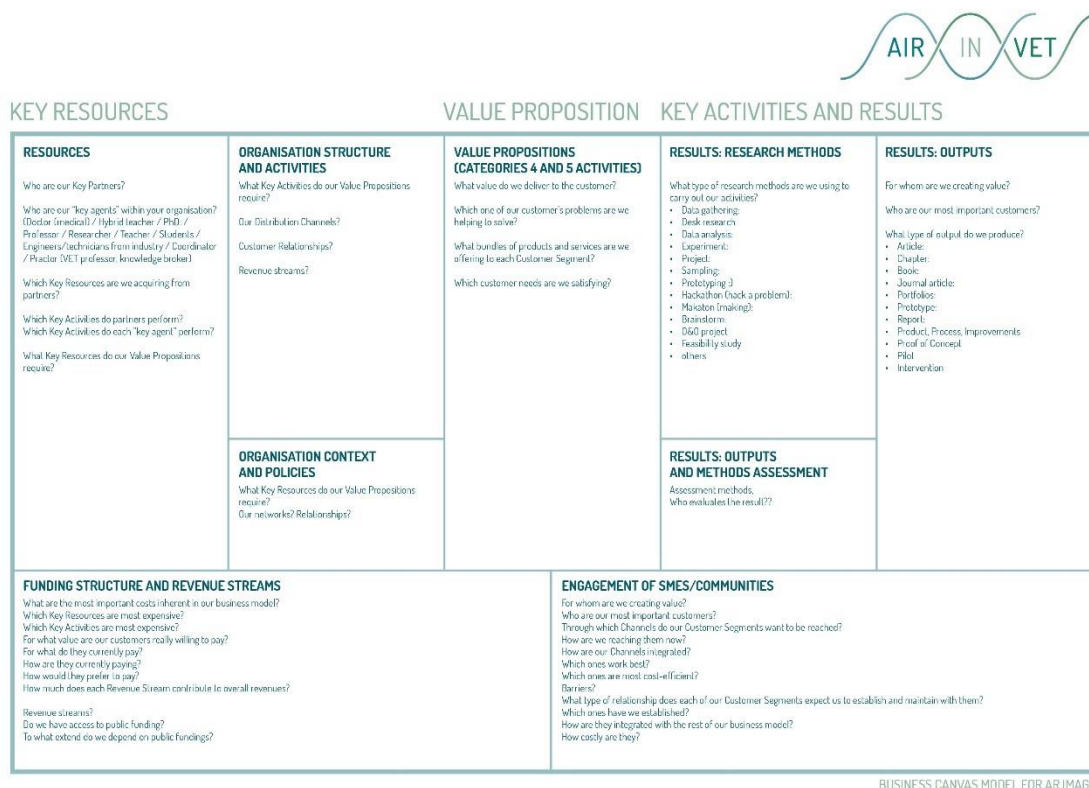 AIR IN VET
KEY RESOURCES
VALUE PROPOSITION
KEY ACTIVITIES AND RESULTS
RESOURCES
Who are our Key Partners?
Who are our "key agents" within your organisation?
(Doctor (medical) / Hybrid teacher / PhD. /
Professor / Researcher / Teacher / Students /
Engineers/technicians from industry / Coordinator
/ Practor (VET professor, knowledge broker)
Which Key Resources are we acquiring from
partners?
Which Key Activities do partners perform?
Which Key Activities do each "key agent" perform?
What Key Resources do our Value Propositions
require?
ORGANISATION STRUCTURE
AND ACTIVITIES
What Key Activities do our Value Propositions
require?
Our Distribution Channels?
Customer Relationships?
Revenue streams?
ORGANISATION CONTEXT
AND POLICIES
What Key Resources do our Value Propositions
require?
Our networks? Relationships?
VALUE PROPOSITIONS
(CATEGORIES 4 AND 5 ACTIVITIES)
What value do we deliver to the customer?
Which one of our customer's problems are we
helping to solve?
What bundles of products and services are we
offering to each Customer Segment?
Which customer needs are we satisfying?
RESULTS: RESEARCH METHODS
What type of research methods are we using to
carry out our activities?
• Data gathering:
• Desk research
• Data analysis:
• Experiment:
• Project:
• Sampling:
• Prototyping :)
• Hackathon (hack a problem):
• Makaton (making):
• Brainstorm:
• O&O project
• Feasibility study
• others
RESULTS: OUTPUTS
AND METHODS ASSESSMENT
Assessment methods,
Who evaluates the result??
RESULTS: OUTPUTS
For whom are we creating value?
Who are our most important customers?
What type of output do we produce?
• Article:
• Chapter:
• Book:
• Journal article:
• Portfolios:
• Prototype:
• Report:
• Product, Process, Improvements
• Proof of Concept
• Pilot
• Intervention
FUNDING STRUCTURE AND REVENUE STREAMS
What are the most important costs inherent in our business model?
Which Key Resources are most expensive?
Which Key Activities are most expensive?
For what value are our customers really willing to pay?
For what do they currently pay?
How are they currently paying?
How would they prefer to pay?
How much does each Revenue Stream contribute to overall revenues?
Revenue streams?
Do we have access to public funding?
To what extend do we depend on public fundings?
ENGAGEMENT OF SMES/COMMUNITIES
For whom are we creating value?
Who are our most important customers?
Through which Channels do our Customer Segments want to be reached?
How are we reaching them now?
How are our Channels integrated?
Which ones work best?
Which ones are most cost-efficient?
Barriers?
What type of relationship does each of our Customer Segments expect us to establish and maintain with them?
Which ones have we established?
How are they integrated with the rest of our business model?
How costly are they?
BUSINESS CANVAS MODEL FOR AR IMAG